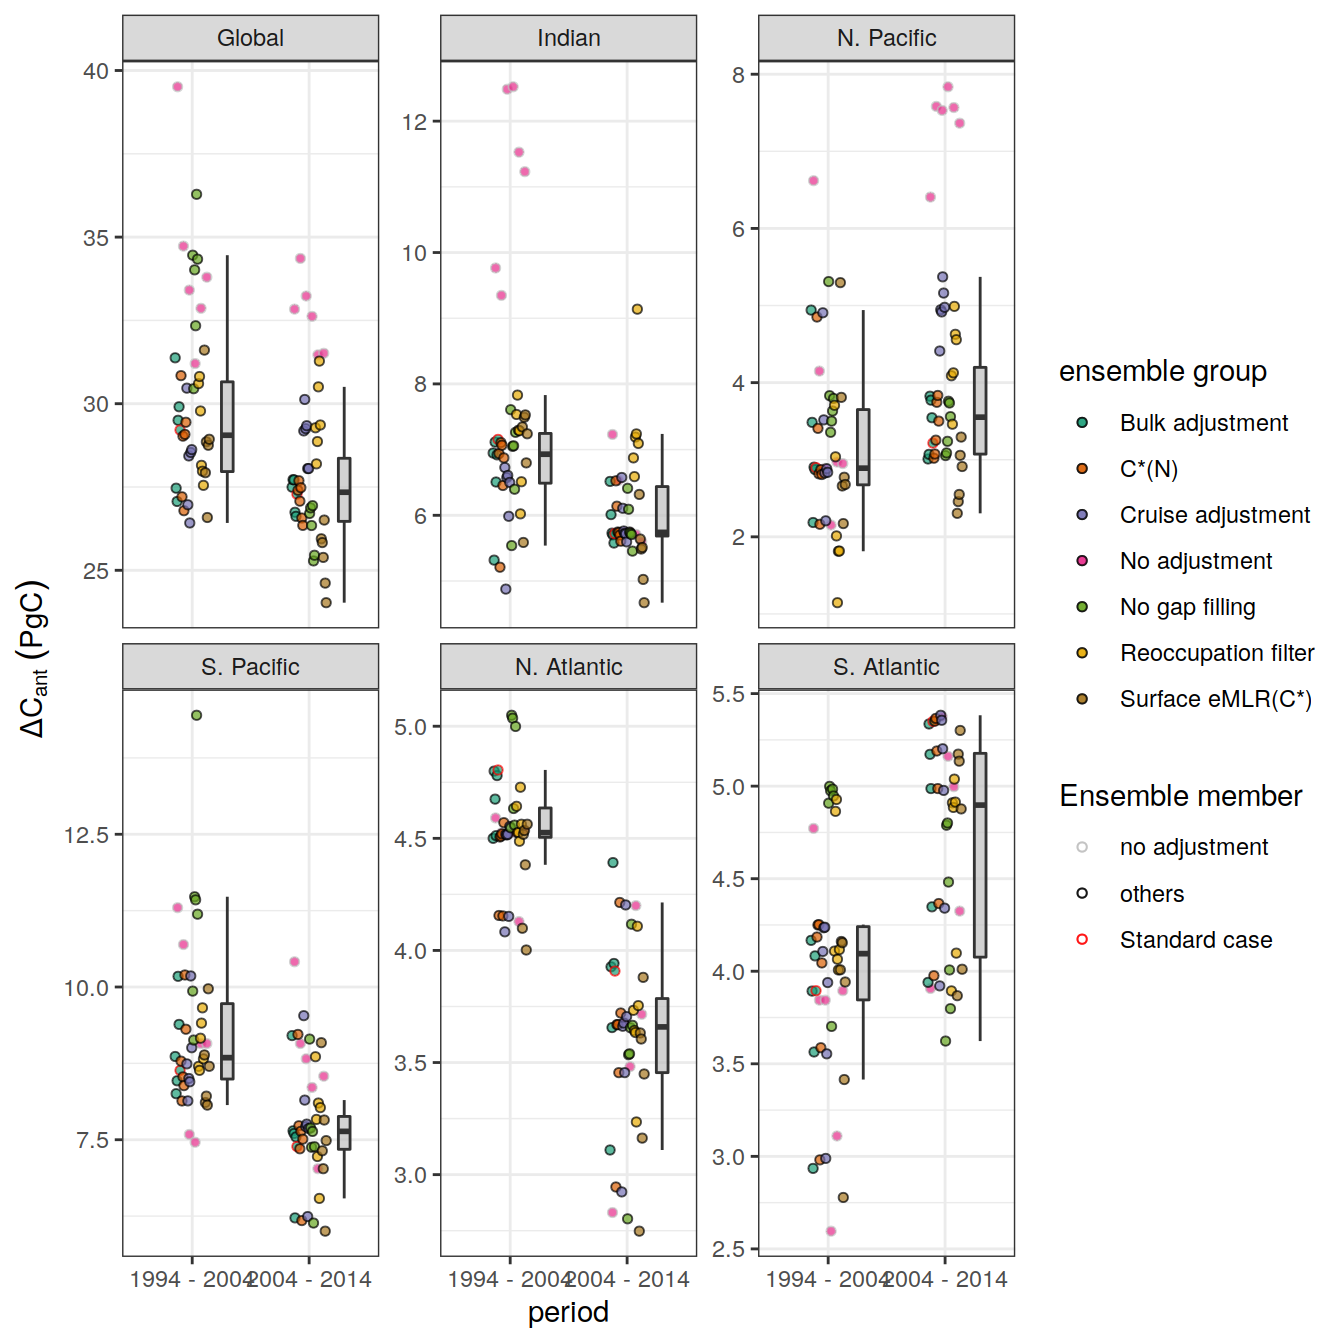 Global
Indian
N. Pacific
40
35
30
25
12
10
8
6
8
6
4
2
S. Pacific
N. Atlantic
S. Atlantic
12.5
10.0
7.5
5.0
4.5
4.0
3.5
3.0
5.5
5.0
4.5
4.0
3.5
3.0
2.5
1994 - 2004
2004 - 2014
1994 - 2004
2004 - 2014
1994 - 2004
2004 - 2014
period
ΔCant (PgC)
ensemble group
Bulk adjustment
C*(N)
Cruise adjustment
No adjustment
No gap filling
Reoccupation filter
Surface eMLR(C*)
Ensemble member
no adjustment
others
Standard case